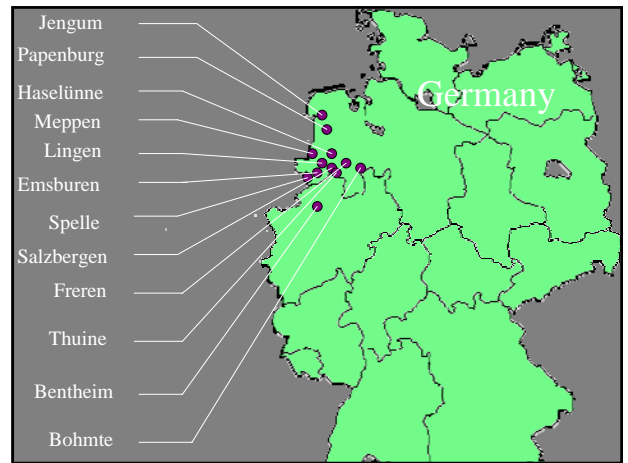 Jengum
Papenburg
Haselünne
Meppen
Lingen
Emsburen
Spelle
Salzbergen
Freren
Thuine
Bentheim
Bohmte
Germany